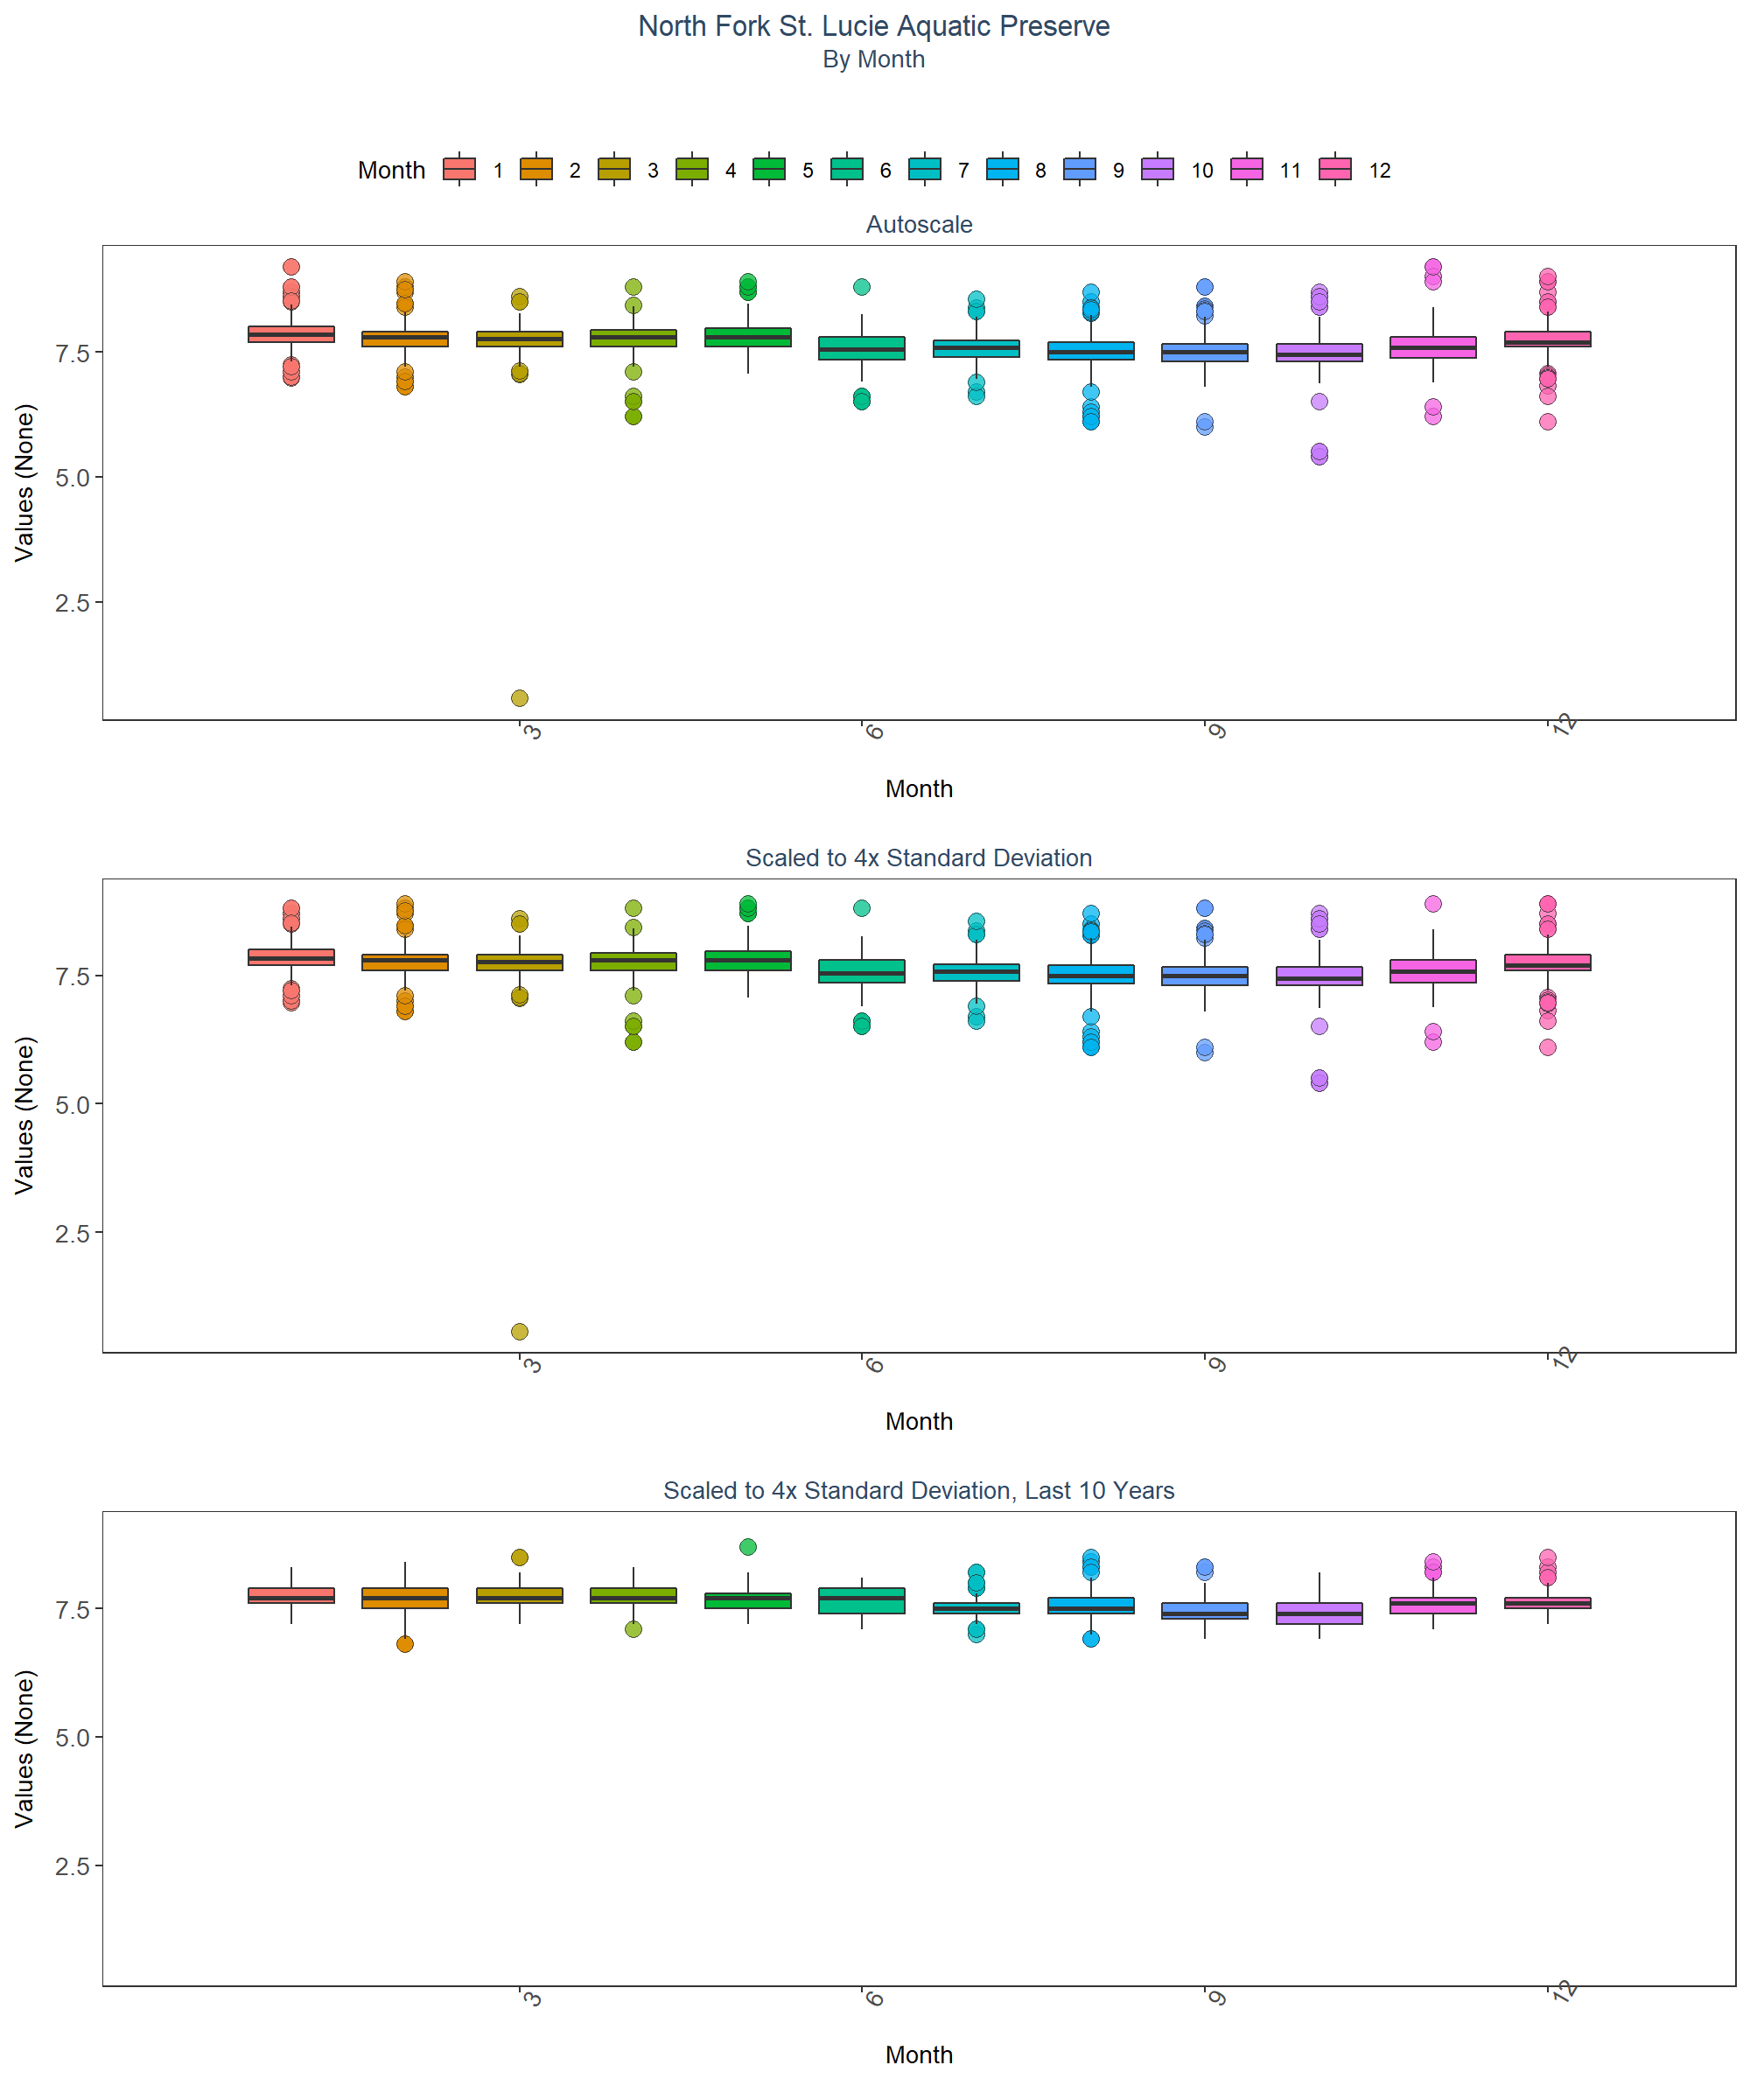 North Fork St. Lucie Aquatic Preserve
By Month
Month 1 2 3 4 5 6 7 8 9 10 11 12
Autoscale
Values (None)
7.5
5.0
2.5
3 6 9 12
Month
Scaled to 4x Standard Deviation
Values (None)
7.5
5.0
2.5
3 6 9 12
Month
Scaled to 4x Standard Deviation, Last 10 Years
Values (None)
7.5
5.0
2.5
3 6 9 12
Month